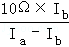 10Ω × I_b
I_a − I_b